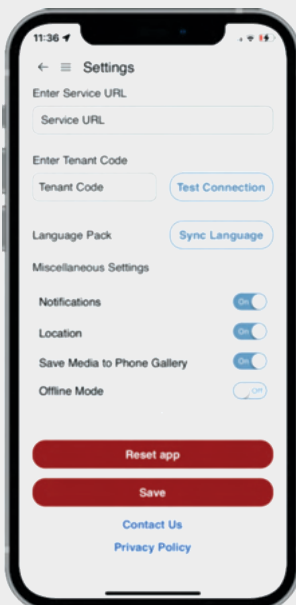 11:36
Settings
Enter Service URL
Service URL
Enter Tenant Code
Tenant Code Test Connection
Language Pack Sync Language
Miscellaneous Settings
Notifications On
Location On
Save Media to Phone Gallery On
Offline Mode Off
Reset app
Save
Contact Us
Privacy Policy